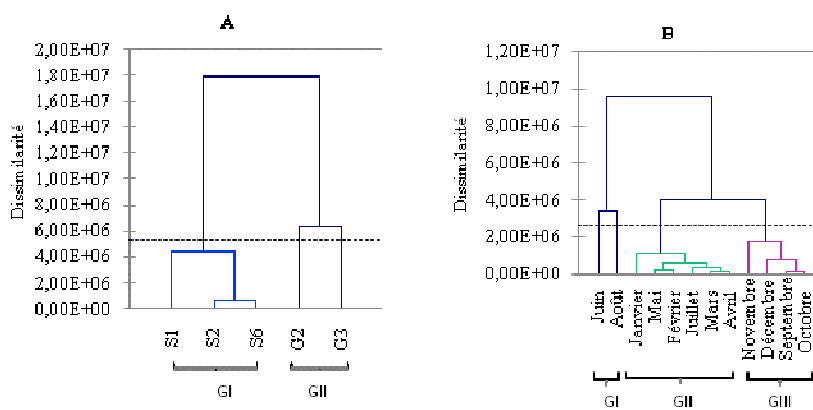 A
Dissimilarité
2,00E+07
1,80E+07
1,60E+07
1,40E+07
1,20E+07
1,00E+07
8,00E+06
6,00E+06
4,00E+06
2,00E+06
0,00E+00
S1
S2
S6
G2
G3
GI
GII
B
Dissimilarité
1,20E+07
1,00E+07
8,00E+06
6,00E+06
4,00E+06
2,00E+06
0,00E+00
Juin
Août
Janvier
Mai
Février
Juillet
Mars
Avril
Novembre
Décembre
Septembre
Octobre
GI
GII
GIII